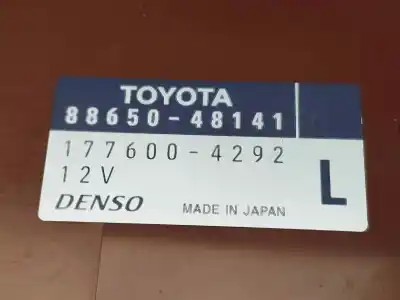 TOYOTA
88650-48141
177600-4292
12V
L
DENSO MADE IN JAPAN